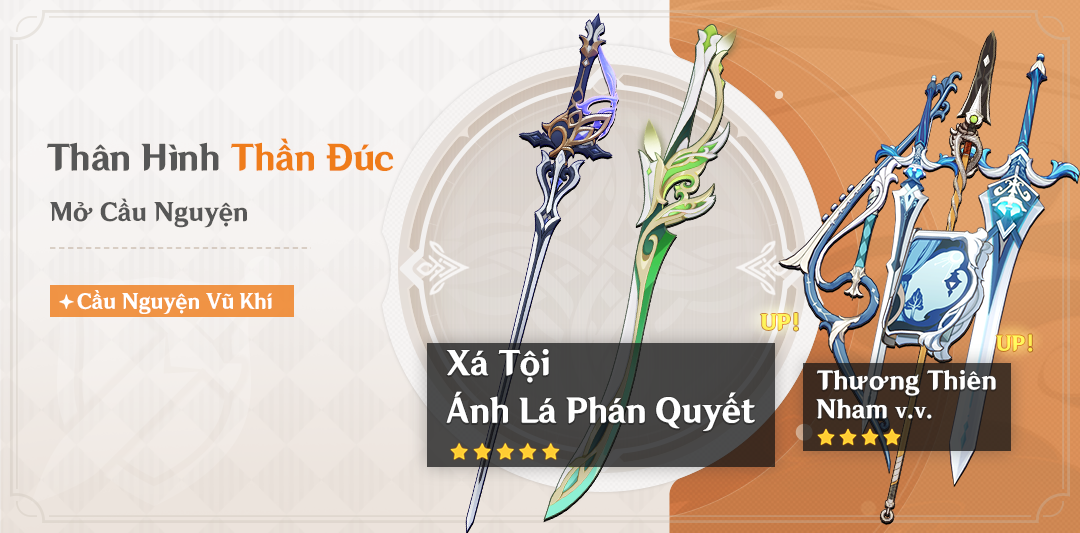 Thân Hình Thần Đúc
Mở Cầu Nguyện
Cầu Nguyện Vũ Khí
Xá Tội
Ánh Lá Phán Quyết
UP!
UP!
Thương Thiên
Nham v.v.